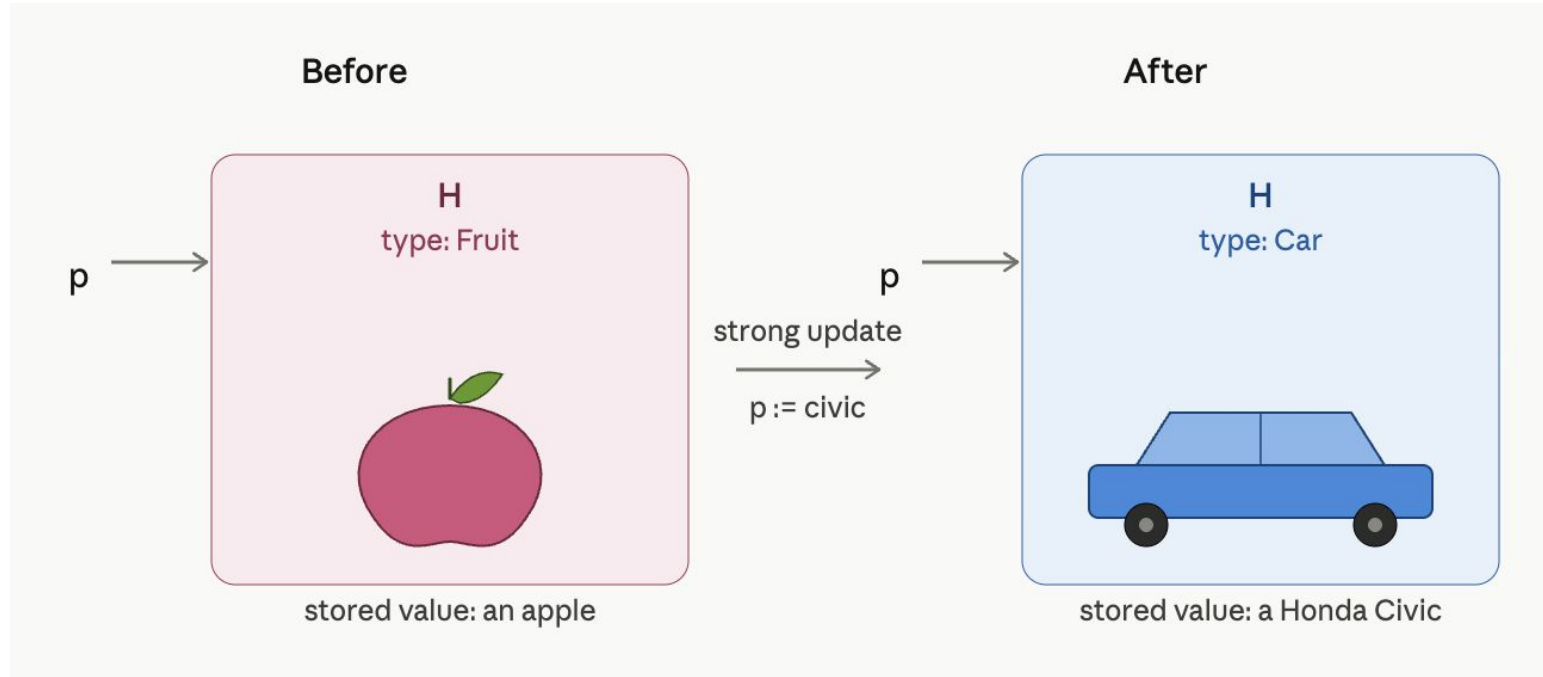 Before
After
H
type: Fruit
p
stored value: an apple
strong update
p := civic
H
type: Car
p
stored value: a Honda Civic